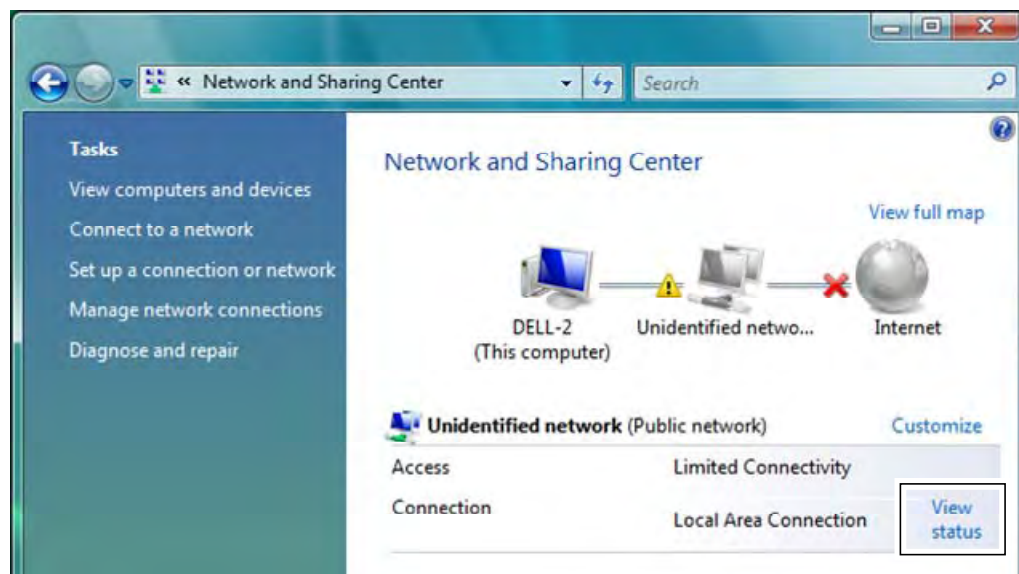 « Network and Sharing Center
Search
Tasks
View computers and devices
Connect to a network
Set up a connection or network
Manage network connections
Diagnose and repair
Network and Sharing Center
View full map
DELL-2
(This computer)
Unidentified netwo...
Internet
Unidentified network (Public network)
Customize
Access
Limited Connectivity
Connection
Local Area Connection
View
status